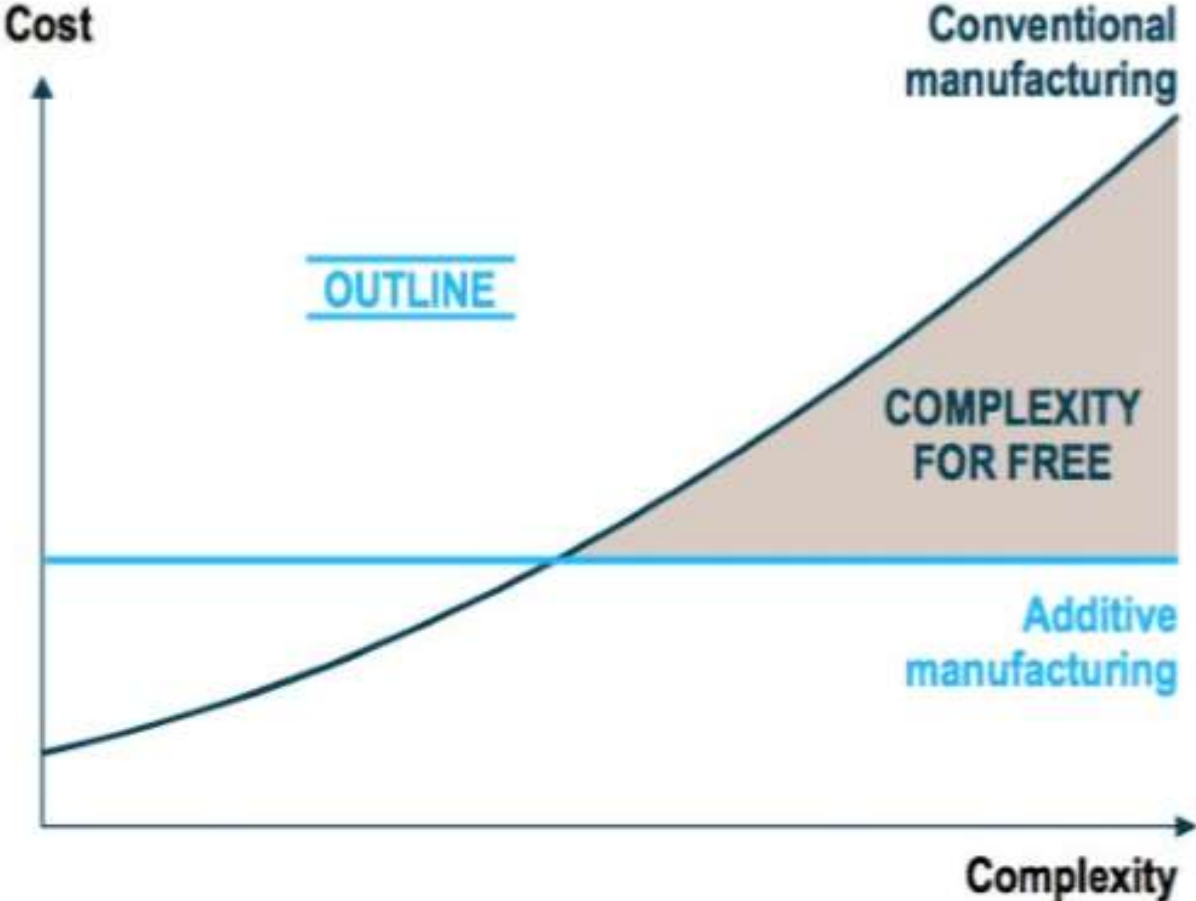 Cost
Conventional
manufacturing
OUTLINE
COMPLEXITY
FOR FREE
Additive
manufacturing
Complexity